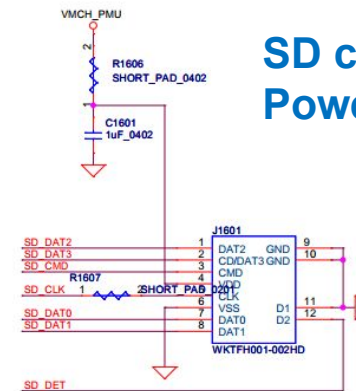 VMCH_PMU
2
R1606
SHORT_PAD_0402
1
C1601
1uF_0402
SD c
Powe
J1601
SD_DAT2 1 DAT2 GND 9
SD_DAT3 2 CD/DAT3 GND 10
SD_CMD 3 CMD
R1607 4 VDD
SD_CLK 1 2 SHORT_PAD_0201 5 CLK
6 VSS D1 11
SD_DAT0 7 DAT0 D2 12
SD_DAT1 8 DAT1
WKTFH001-002HD
SD_DET